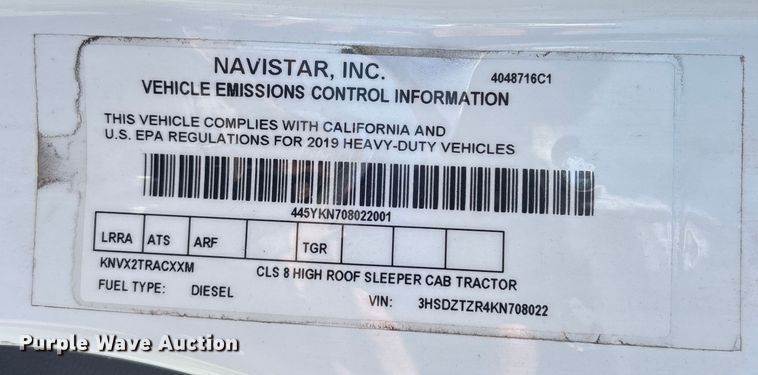 NAVISTAR, INC.
4048716C1
VEHICLE EMISSIONS CONTROL INFORMATION
THIS VEHICLE COMPLIES WITH CALIFORNIA AND
U.S. EPA REGULATIONS FOR 2019 HEAVY-DUTY VEHICLES
445YKN708022001
LRRA ATS ARF TGR
KNVX2TRACXXM CLS 8 HIGH ROOF SLEEPER CAB TRACTOR
FUEL TYPE: DIESEL VIN: 3HSDZTZR4KN708022
Purple Wave Auction